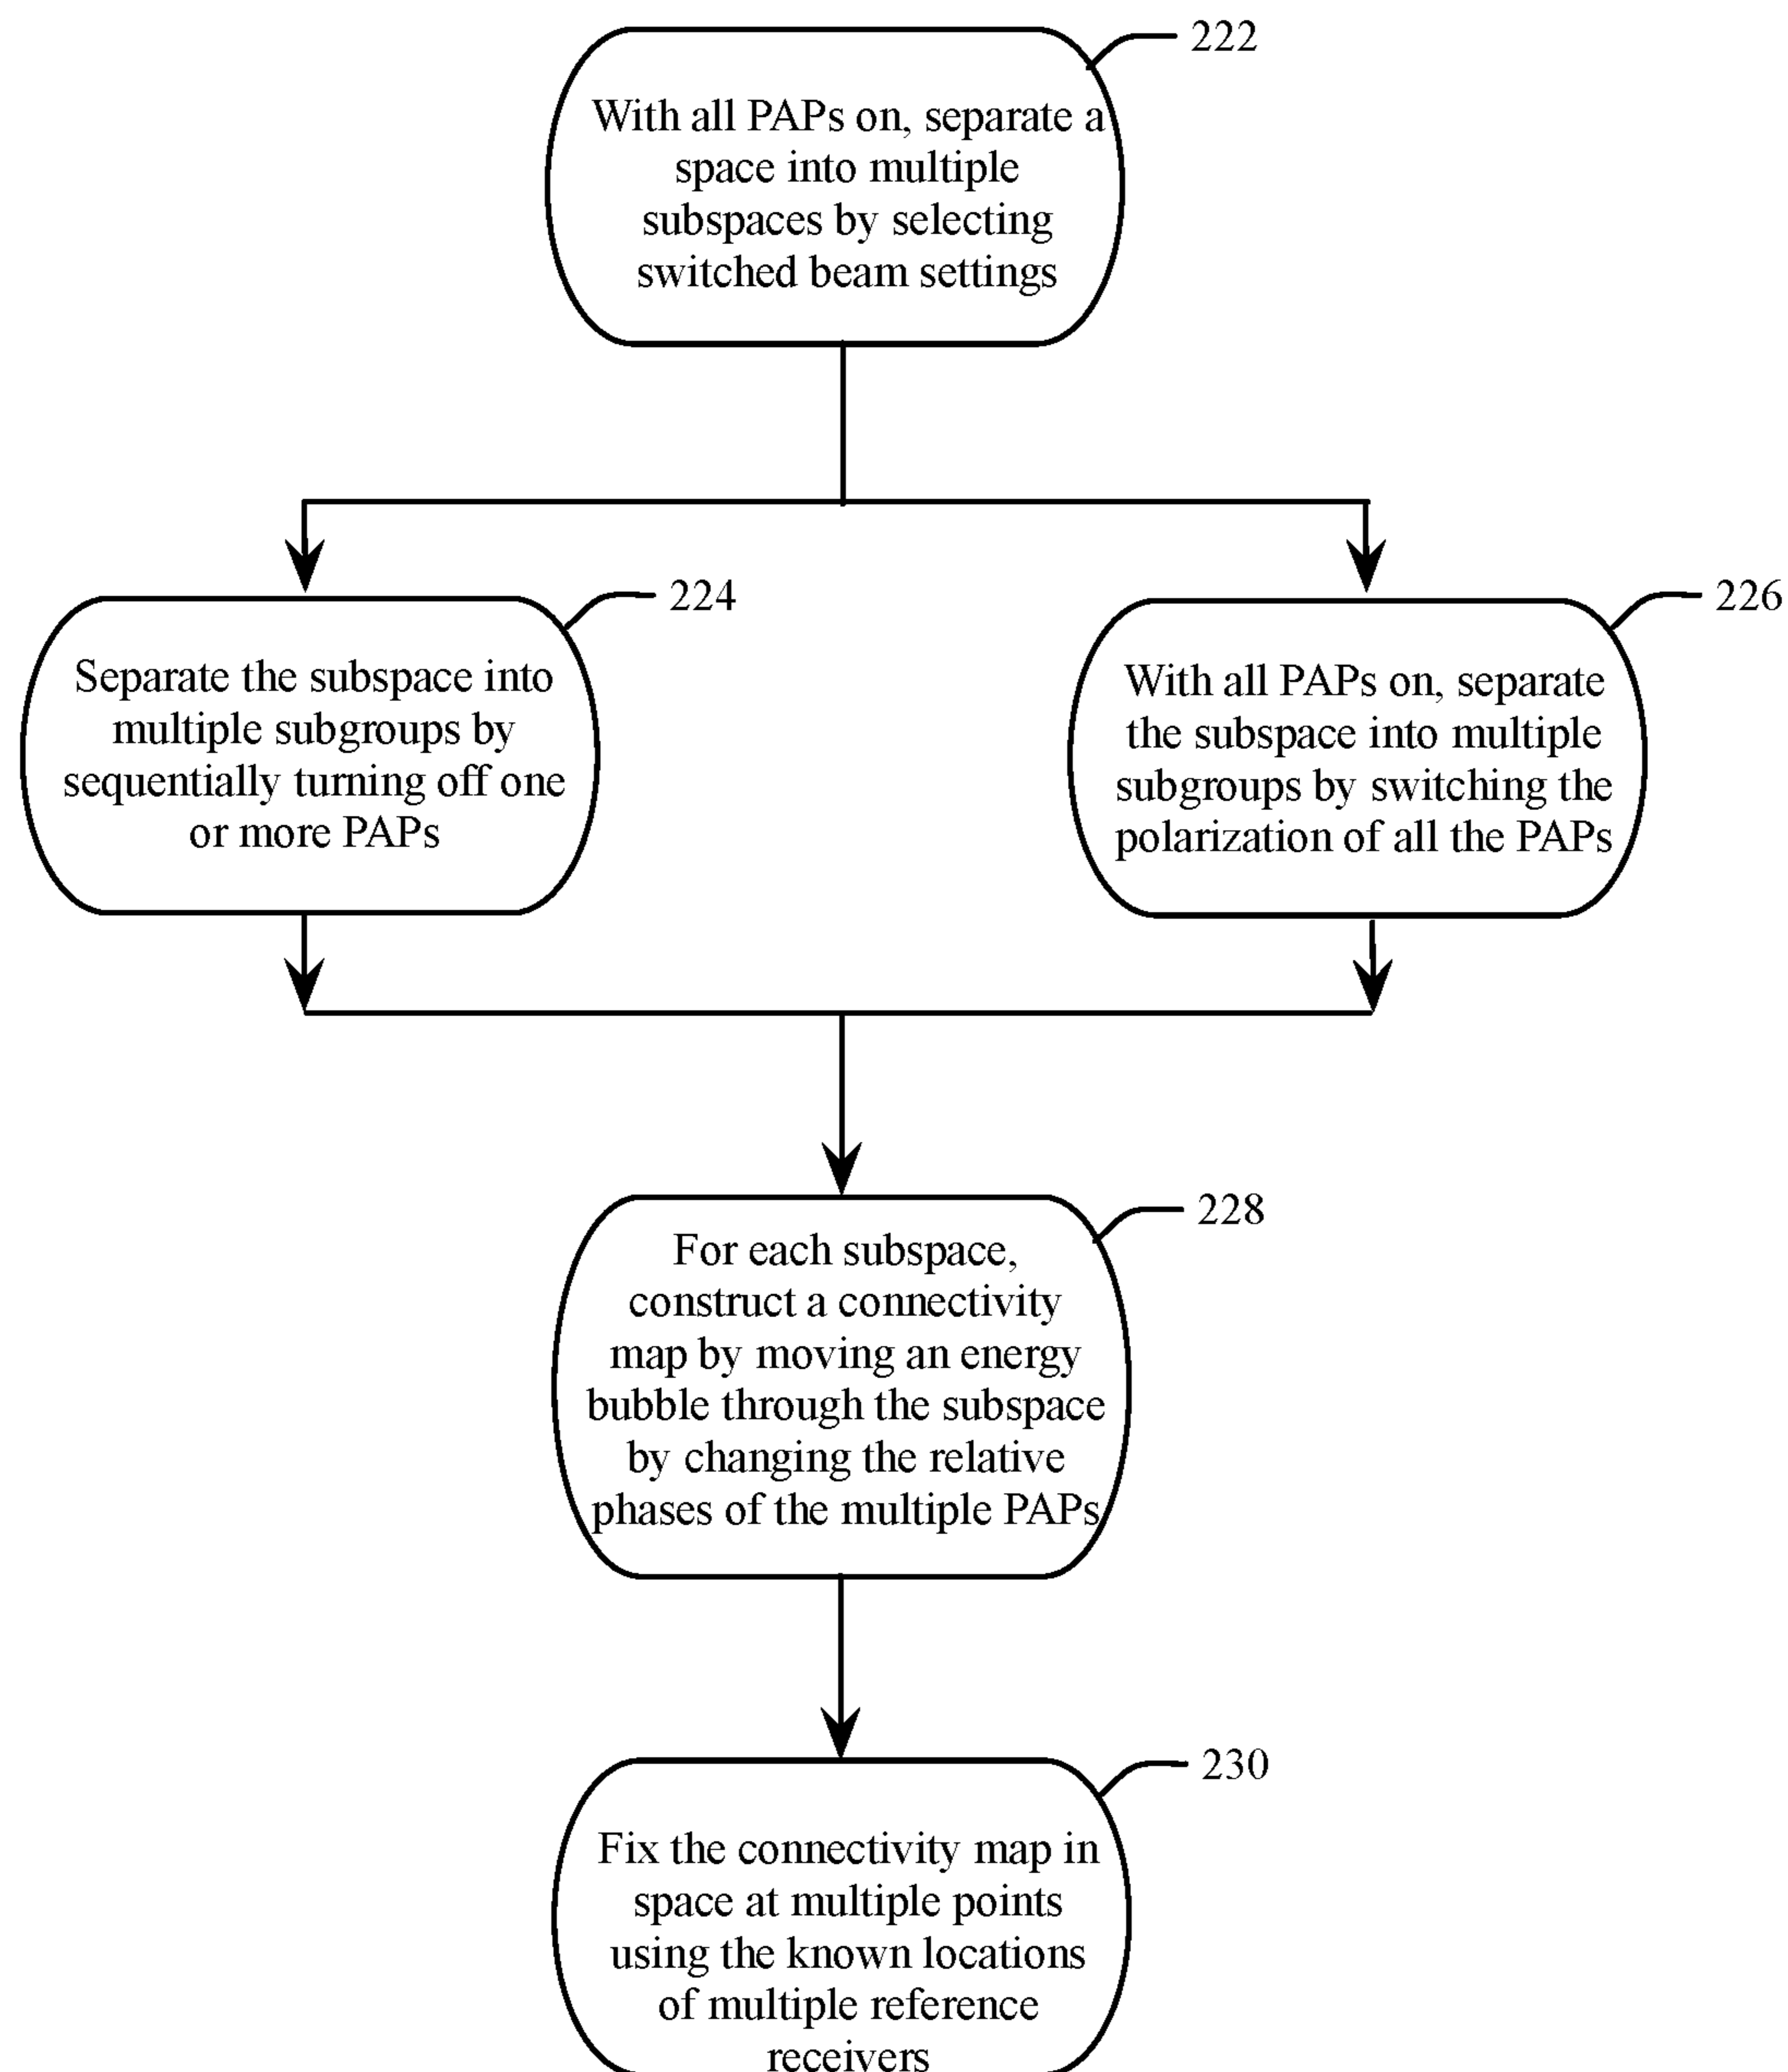 222
With all PAPs on, separate a
space into multiple
subspaces by selecting
switched beam settings
224
Separate the subspace into
multiple subgroups by
sequentially turning off one
or more PAPs
226
With all PAPs on, separate
the subspace into multiple
subgroups by switching the
polarization of all the PAPs
228
For each subspace,
construct a connectivity
map by moving an energy
bubble through the subspace
by changing the relative
phases of the multiple PAPs
230
Fix the connectivity map in
space at multiple points
using the known locations
of multiple reference
receivers